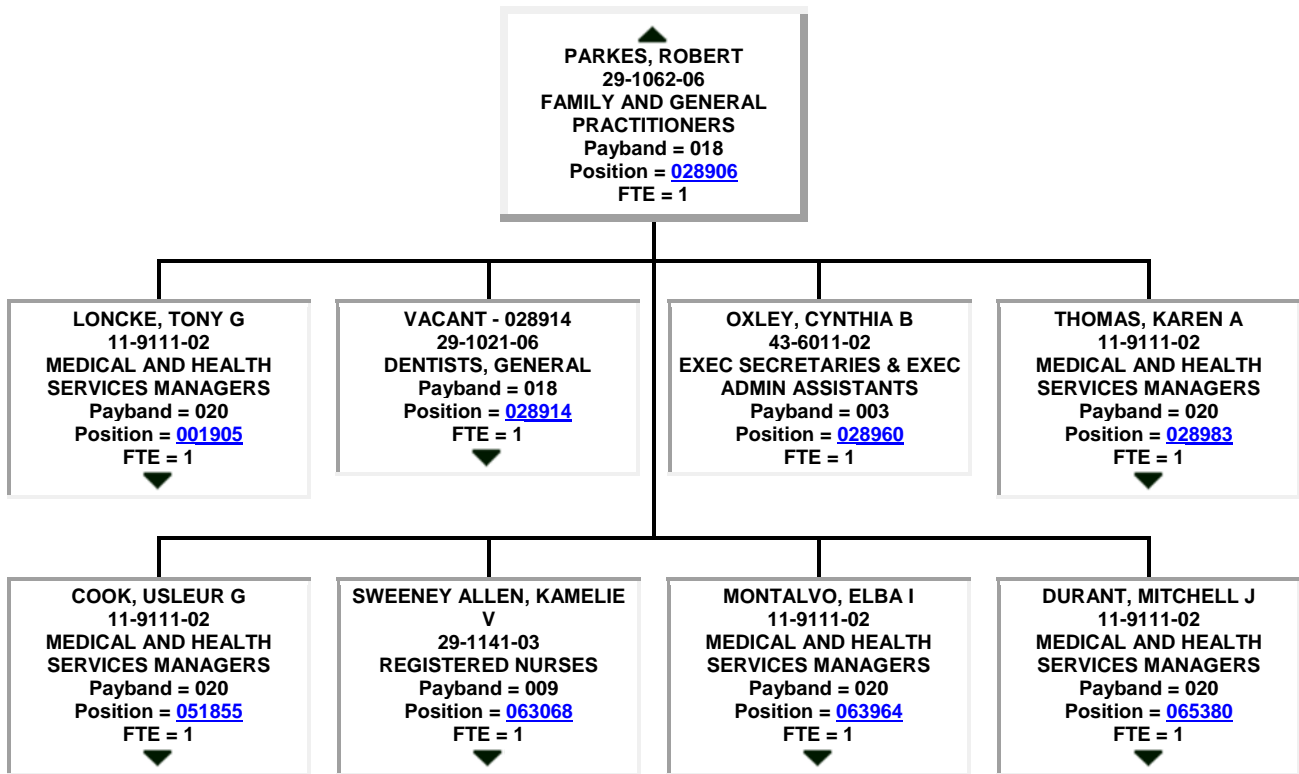 PARKES, ROBERT
29-1062-06
FAMILY AND GENERAL
PRACTITIONERS
Payband = 018
Position = 028906
FTE = 1
LONCKE, TONY G
11-9111-02
MEDICAL AND HEALTH
SERVICES MANAGERS
Payband = 020
Position = 001905
FTE = 1
VACANT - 028914
29-1021-06
DENTISTS, GENERAL
Payband = 018
Position = 028914
FTE = 1
OXLEY, CYNTHIA B
43-6011-02
EXEC SECRETARIES & EXEC
ADMIN ASSISTANTS
Payband = 003
Position = 028960
FTE = 1
THOMAS, KAREN A
11-9111-02
MEDICAL AND HEALTH
SERVICES MANAGERS
Payband = 020
Position = 028983
FTE = 1
COOK, USLEUR G
11-9111-02
MEDICAL AND HEALTH
SERVICES MANAGERS
Payband = 020
Position = 051855
FTE = 1
SWEENEY ALLEN, KAMELIE
V
29-1141-03
REGISTERED NURSES
Payband = 009
Position = 063068
FTE = 1
MONTALVO, ELBA I
11-9111-02
MEDICAL AND HEALTH
SERVICES MANAGERS
Payband = 020
Position = 063964
FTE = 1
DURANT, MITCHELL J
11-9111-02
MEDICAL AND HEALTH
SERVICES MANAGERS
Payband = 020
Position = 065380
FTE = 1